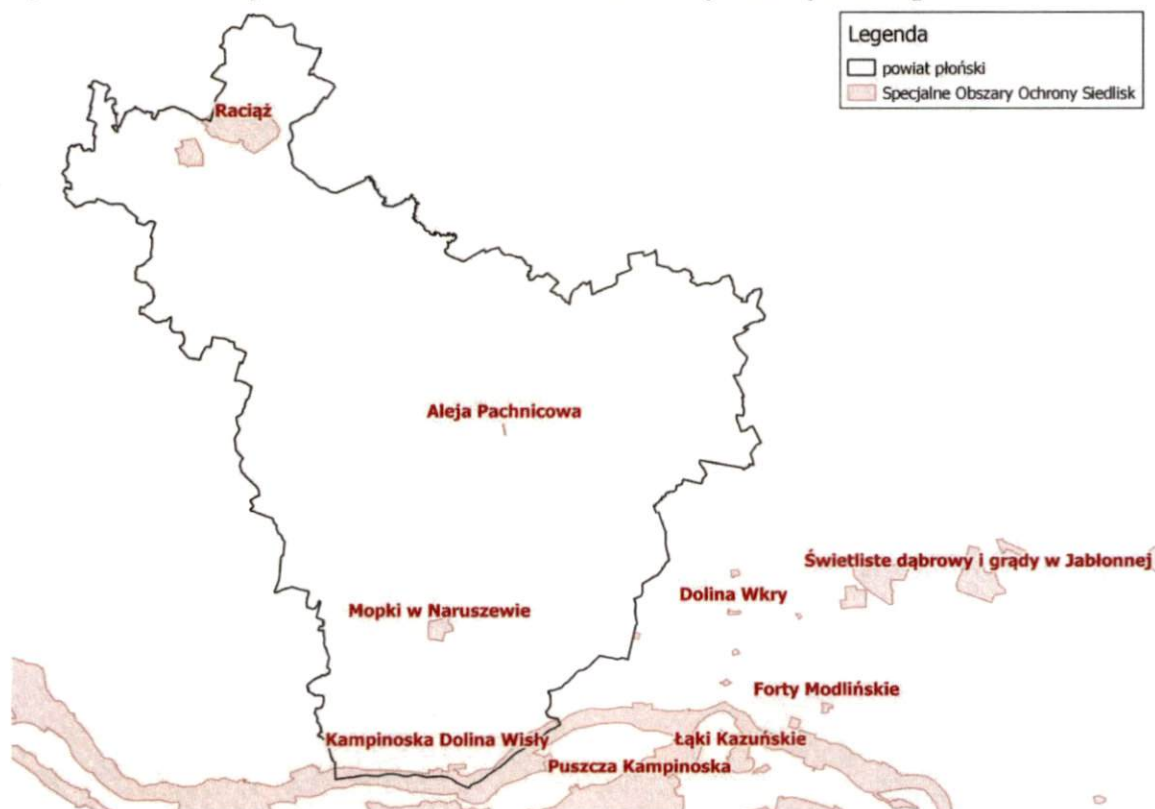 Legenda
powiat płoński
Specjalne Obszary Ochrony Siedlisk
Raciąż
Aleja Pachnicowa
Świetliste dąbrowy i grądy w Jabłonnej
Dolina Wkry
Mopki w Naruszewie
Forty Modlińskie
Kampinoska Dolina Wisły
Łąki Kazuńskie
Puszcza Kampinoska